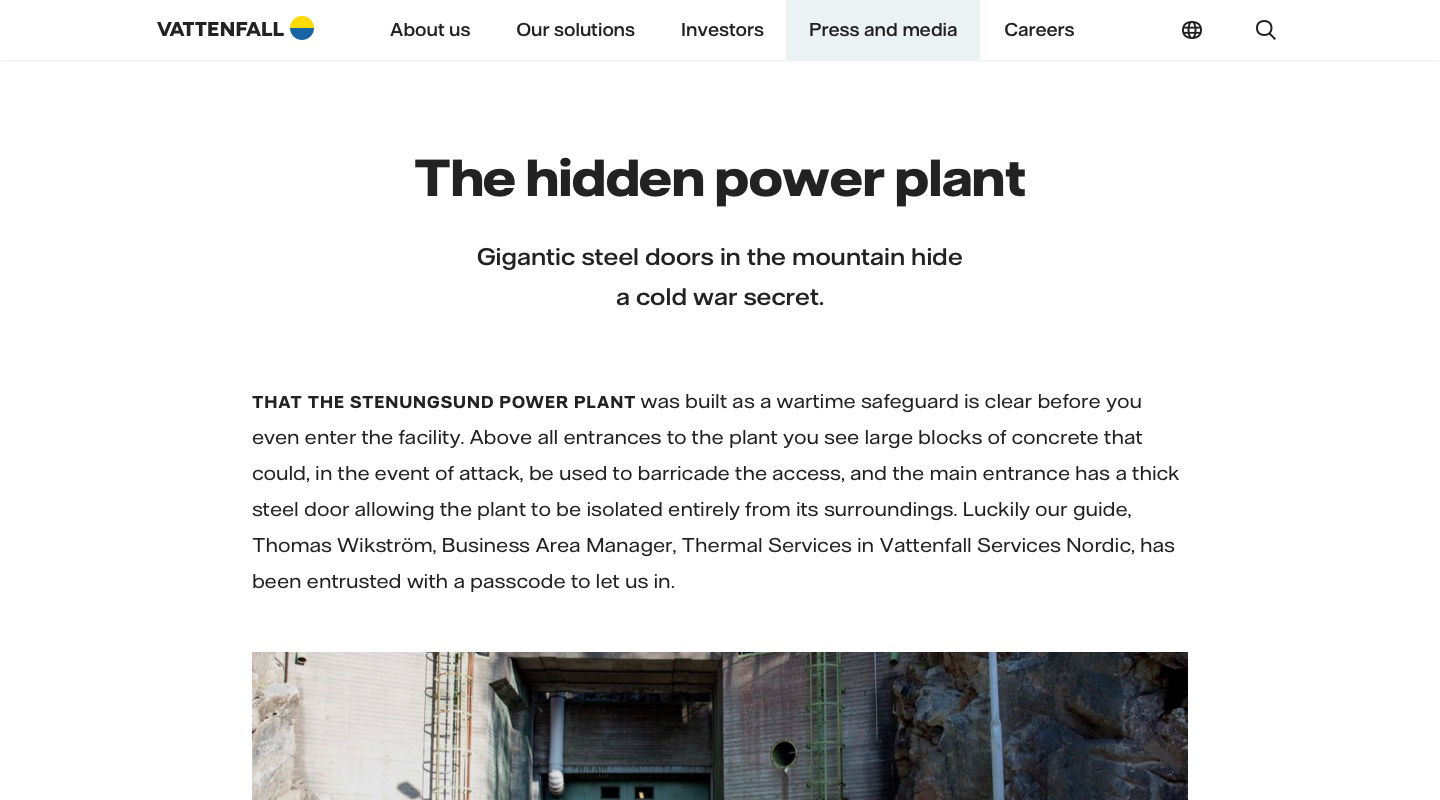 VATTENFALL
About us
Our solutions
Investors
Press and media
Careers
The hidden power plant
Gigantic steel doors in the mountain hide
a cold war secret.
THAT THE STENUNGSUND POWER PLANT was built as a wartime safeguard is clear before you
even enter the facility. Above all entrances to the plant you see large blocks of concrete that
could, in the event of attack, be used to barricade the access, and the main entrance has a thick
steel door allowing the plant to be isolated entirely from its surroundings. Luckily our guide,
Thomas Wikström, Business Area Manager, Thermal Services in Vattenfall Services Nordic, has
been entrusted with a passcode to let us in.